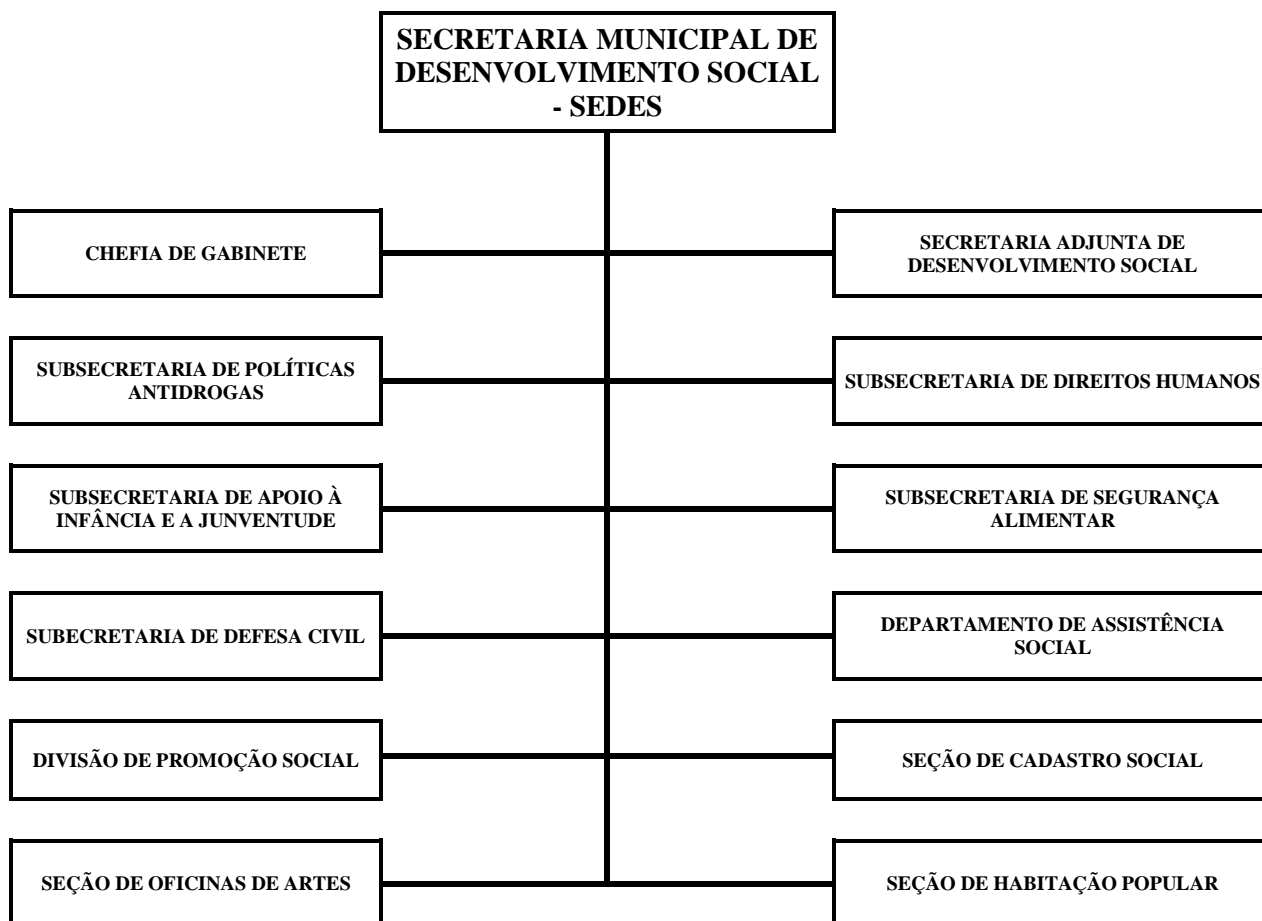 SECRETARIA MUNICIPAL DE
DESENVOLVIMENTO SOCIAL
- SEDES
CHEFIA DE GABINETE
SECRETARIA ADJUNTA DE
DESENVOLVIMENTO SOCIAL
SUBSECRETARIA DE POLÍTICAS
ANTIDROGAS
SUBSECRETARIA DE DIREITOS HUMANOS
SUBSECRETARIA DE APOIO À
INFÂNCIA E A JUNVENTUDE
SUBSECRETARIA DE SEGURANÇA
ALIMENTAR
SUBECRETARIA DE DEFESA CIVIL
DEPARTAMENTO DE ASSISTÊNCIA
SOCIAL
DIVISÃO DE PROMOÇÃO SOCIAL
SEÇÃO DE CADASTRO SOCIAL
SEÇÃO DE OFICINAS DE ARTES
SEÇÃO DE HABITAÇÃO POPULAR